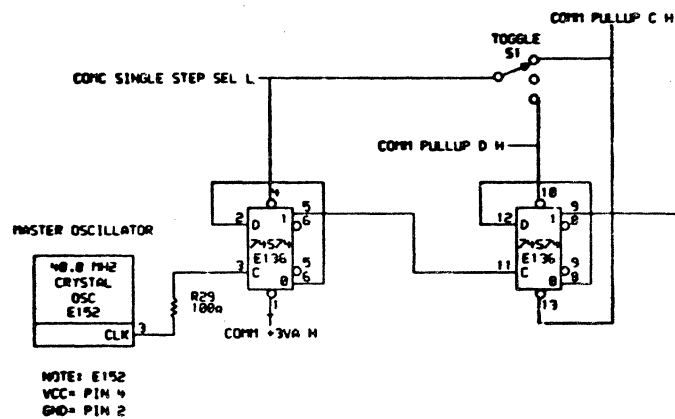 COMM PULLUP C H
TOGGLE
S1
COMC SINGLE STEP SEL L
COMM PULLUP D H
4
10
2 D 1 5
6
74S74
E136
3 C 0 5
6
1
12 D 1 9
8
74S74
E136
11 C 0 9
8
13
MASTER OSCILLATOR
40.0 MHZ
CRYSTAL
OSC
E152
CLK 3
R29
100Ω
COMM +3VA H
NOTE: E152
VCC= PIN 4
GND= PIN 2